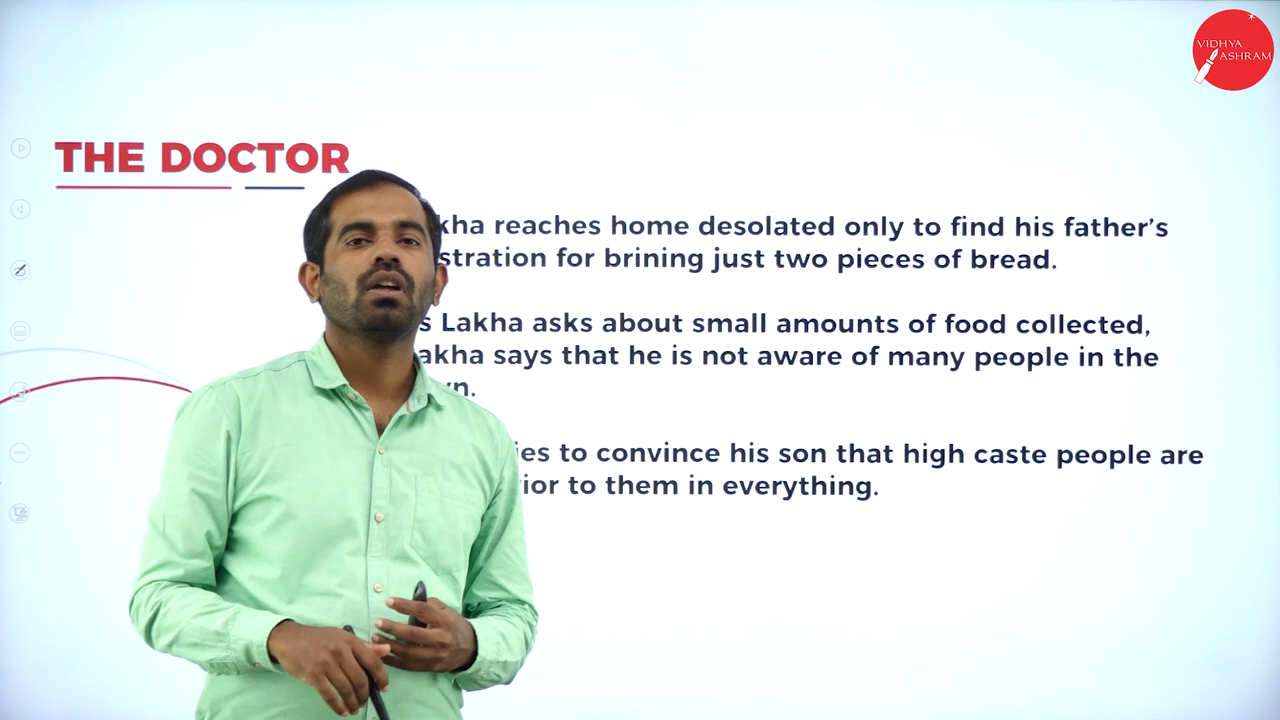 VIDHYA
ASHRAM
THE DOCTOR
kha reaches home desolated only to find his father's
stration for brining just two pieces of bread.
s Lakha asks about small amounts of food collected,
akha says that he is not aware of many people in the
vn.
ies to convince his son that high caste people are
rior to them in everything.